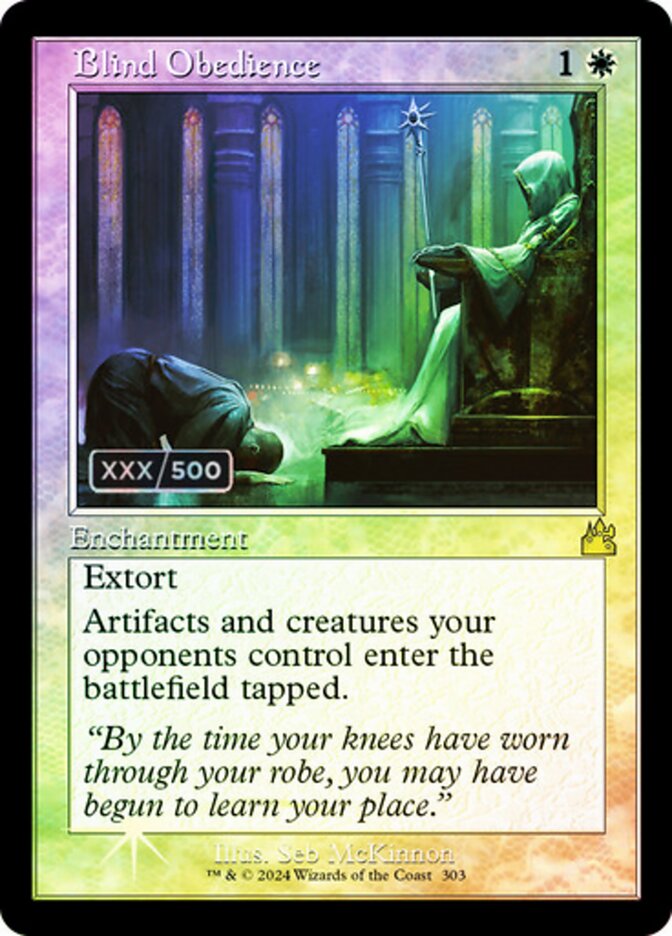 Blind Obedience 1
XXX/500
Enchantment
Extort
Artifacts and creatures your
opponents control enter the
battlefield tapped.
“By the time your knees have worn
through your robe, you may have
begun to learn your place.”
Illus. Seb McKinnon
™ & © 2024 Wizards of the Coast 303